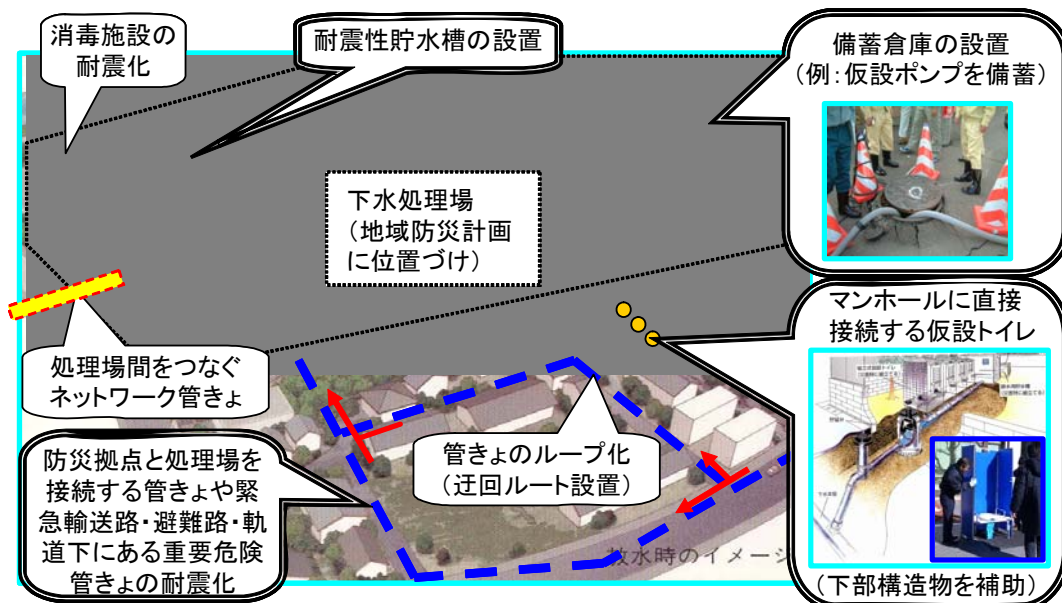 消毒施設の
耐震化
耐震性貯水槽の設置
備蓄倉庫の設置
（例：仮設ポンプを備蓄）
下水処理場
（地域防災計画
に位置づけ）
処理場間をつなぐ
ネットワーク管きょ
管きょのループ化
（迂回ルート設置）
防災拠点と処理場を
接続する管きょや緊
急輸送路・避難路・軌
道下にある重要危険
管きょの耐震化
マンホールに直接
接続する仮設トイレ
（下部構造物を補助）
水時のイメージ